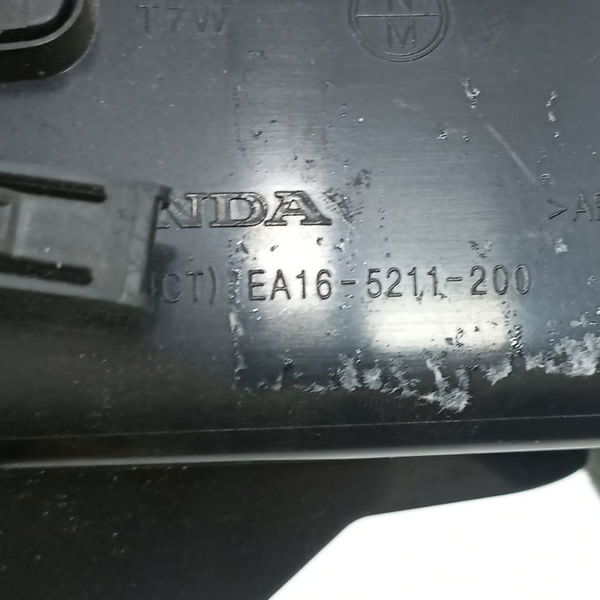 T7W
N
M
NDA
CT) EA16-5211-200
>A